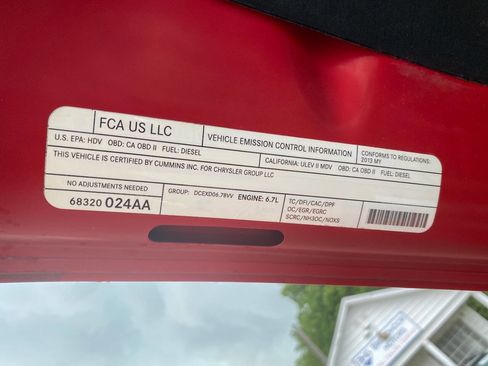 FCA US LLC
VEHICLE EMISSION CONTROL INFORMATION
CONFORMS TO REGULATIONS:
2013 MY
U.S. EPA: HDV OBD: CA OBD II FUEL: DIESEL
CALIFORNIA: ULEV II MDV OBD: CA OBD II FUEL: DIESEL
THIS VEHICLE IS CERTIFIED BY CUMMINS INC. FOR CHRYSLER GROUP LLC
NO ADJUSTMENTS NEEDED
68320 024AA
GROUP: DCEXD06.78VV ENGINE: 6.7L
TC/DFI/CAC/DPF
OC/EGR/EGRC
SCRC/NH3OC/NOXS